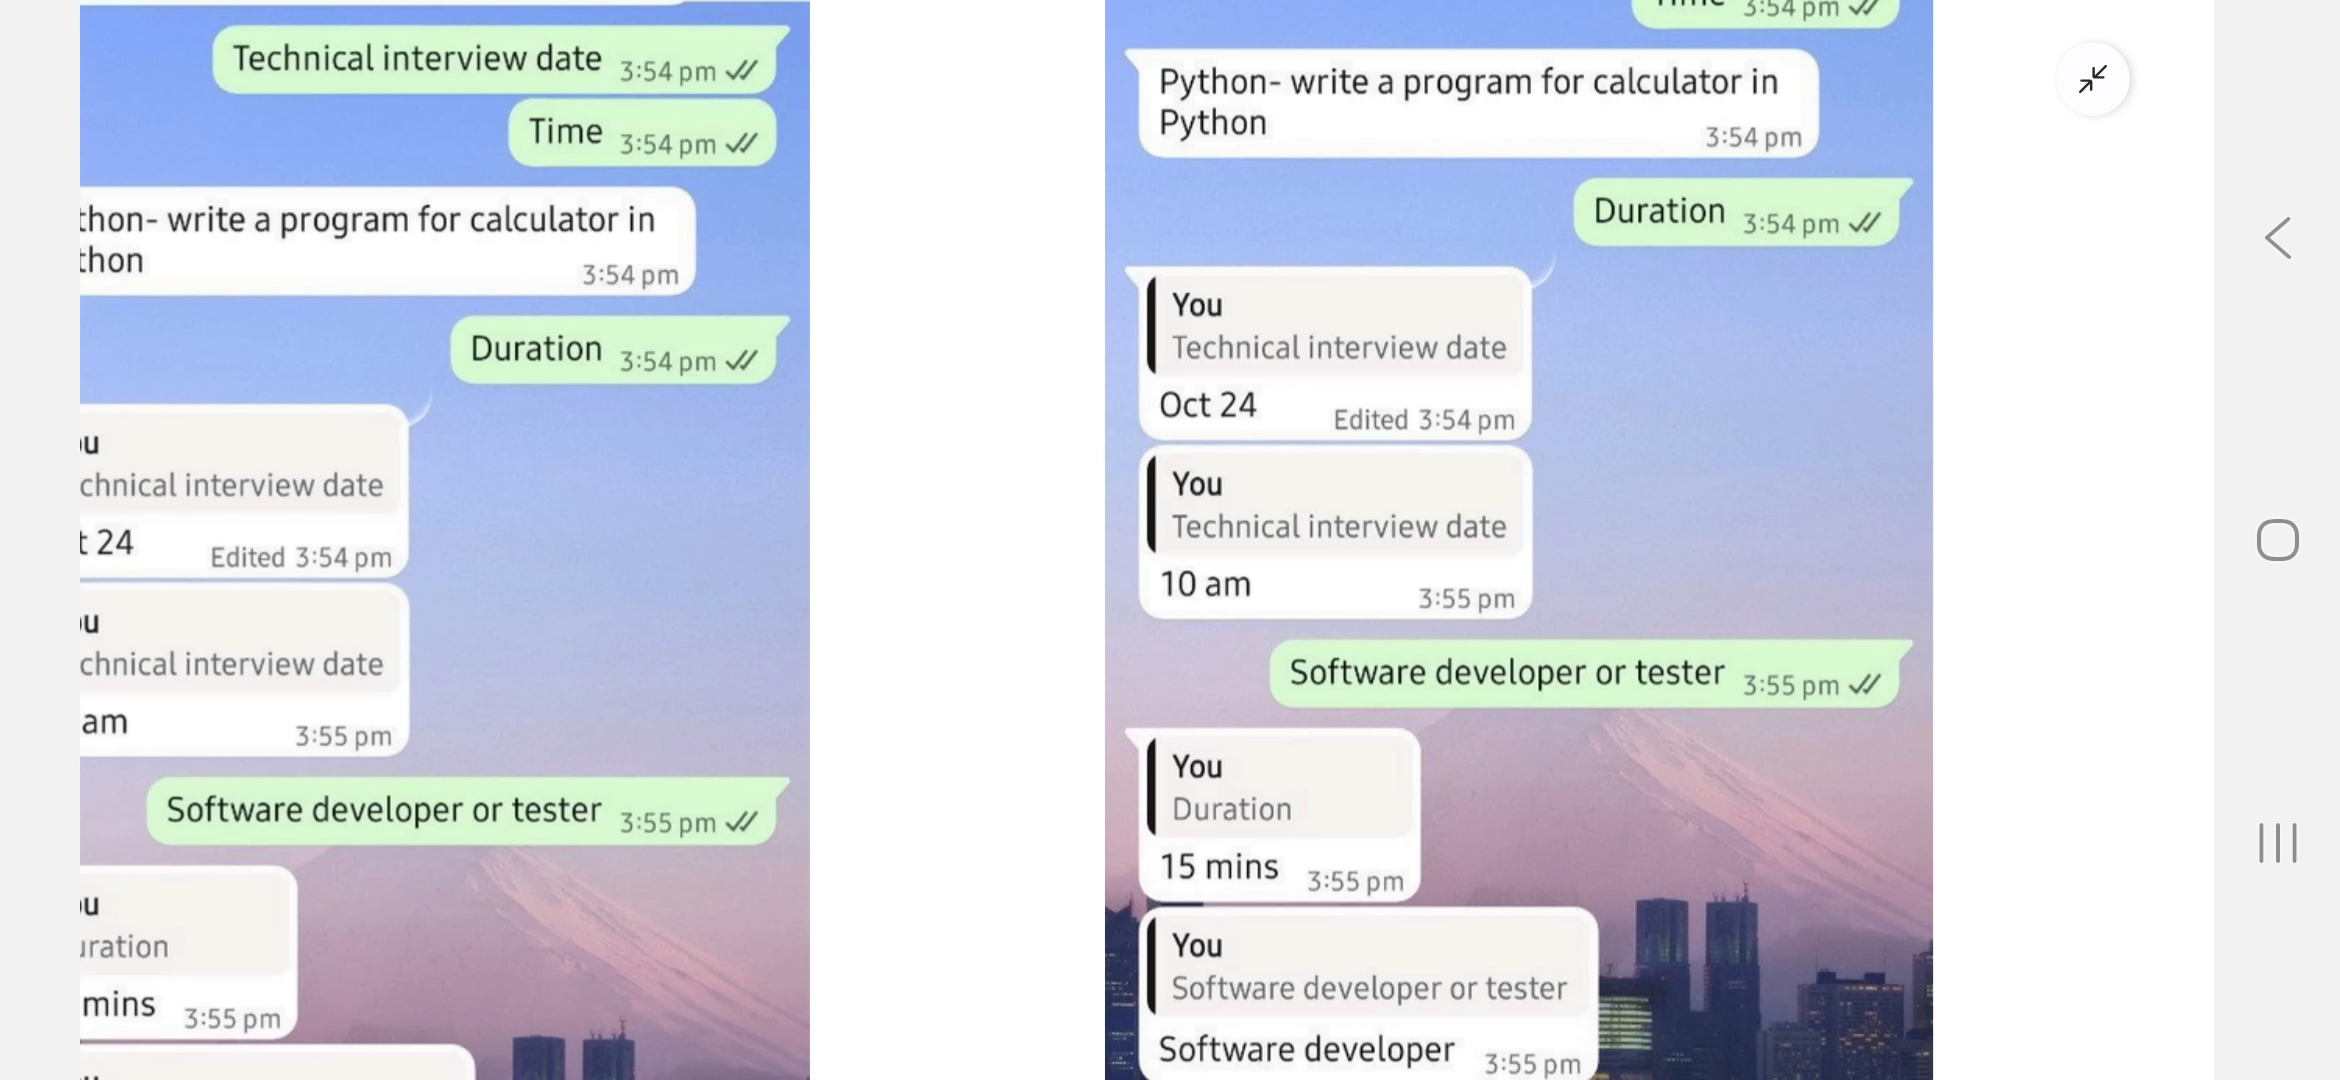 Technical interview date 3:54 pm
Time 3:54 pm
thon- write a program for calculator in
thon
3:54 pm
Duration 3:54 pm
u
chnical interview date
t 24 Edited 3:54 pm
u
chnical interview date
am 3:55 pm
Software developer or tester 3:55 pm
u
uration
mins 3:55 pm
3:54 pm
Python- write a program for calculator in
Python
3:54 pm
Duration 3:54 pm
You
Technical interview date
Oct 24 Edited 3:54 pm
You
Technical interview date
10 am 3:55 pm
Software developer or tester 3:55 pm
You
Duration
15 mins 3:55 pm
You
Software developer or tester
Software developer 3:55 pm